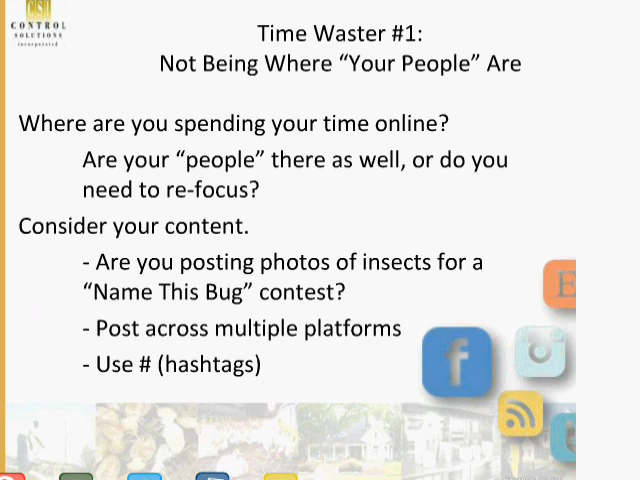 CSI
CONTROL
SOLUTIONS
incorporated
Time Waster #1:
Not Being Where “Your People” Are
Where are you spending your time online?
Are your “people” there as well, or do you
need to re-focus?
Consider your content.
- Are you posting photos of insects for a
“Name This Bug” contest?
- Post across multiple platforms
- Use # (hashtags)
E
f
t